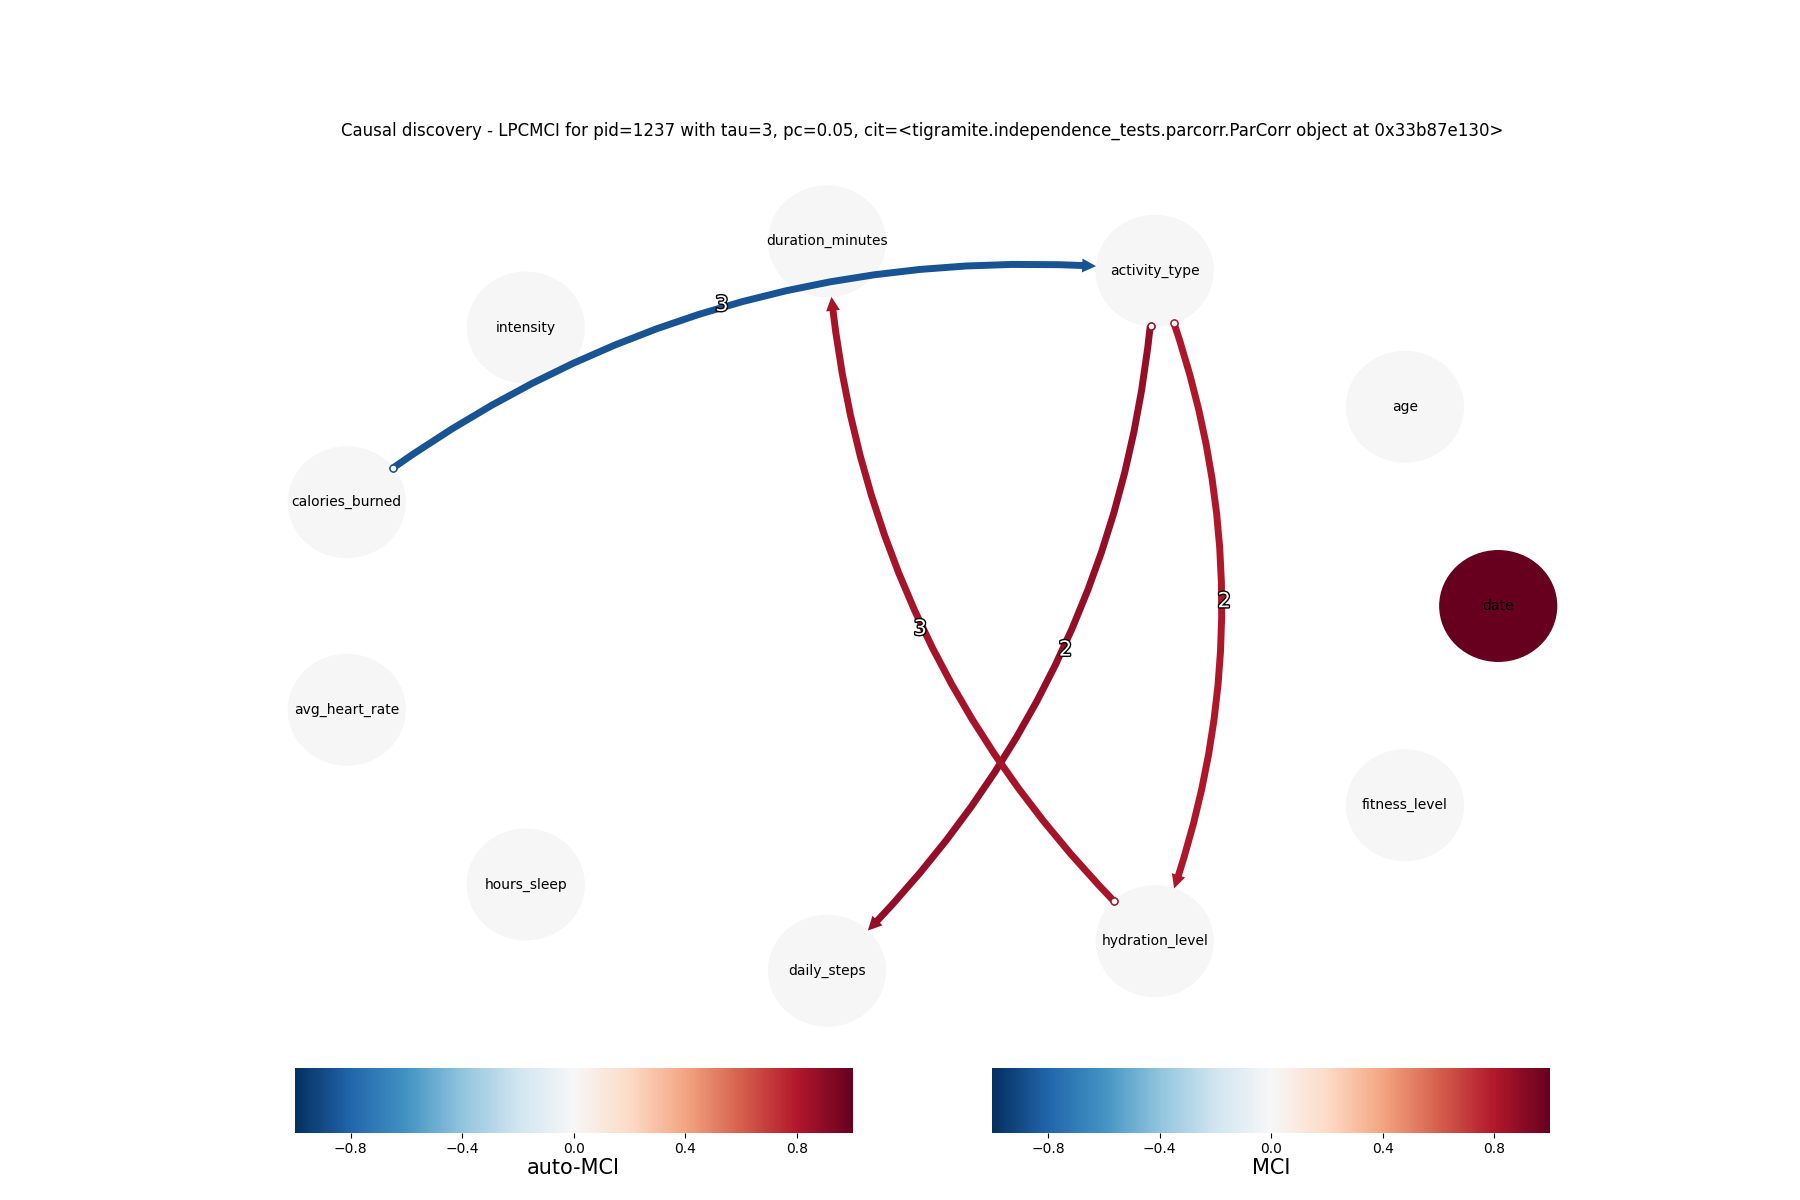 Causal discovery - LPCMCI for pid=1237 with tau=3, pc=0.05, cit=<tigramite.independence_tests.parcorr.ParCorr object at 0x33b87e130>
duration_minutes
activity_type
3
intensity
age
calories_burned
2
date
3
2
avg_heart_rate
fitness_level
hours_sleep
hydration_level
daily_steps
−0.8 −0.4 0.0 0.4 0.8
auto-MCI
−0.8 −0.4 0.0 0.4 0.8
MCI